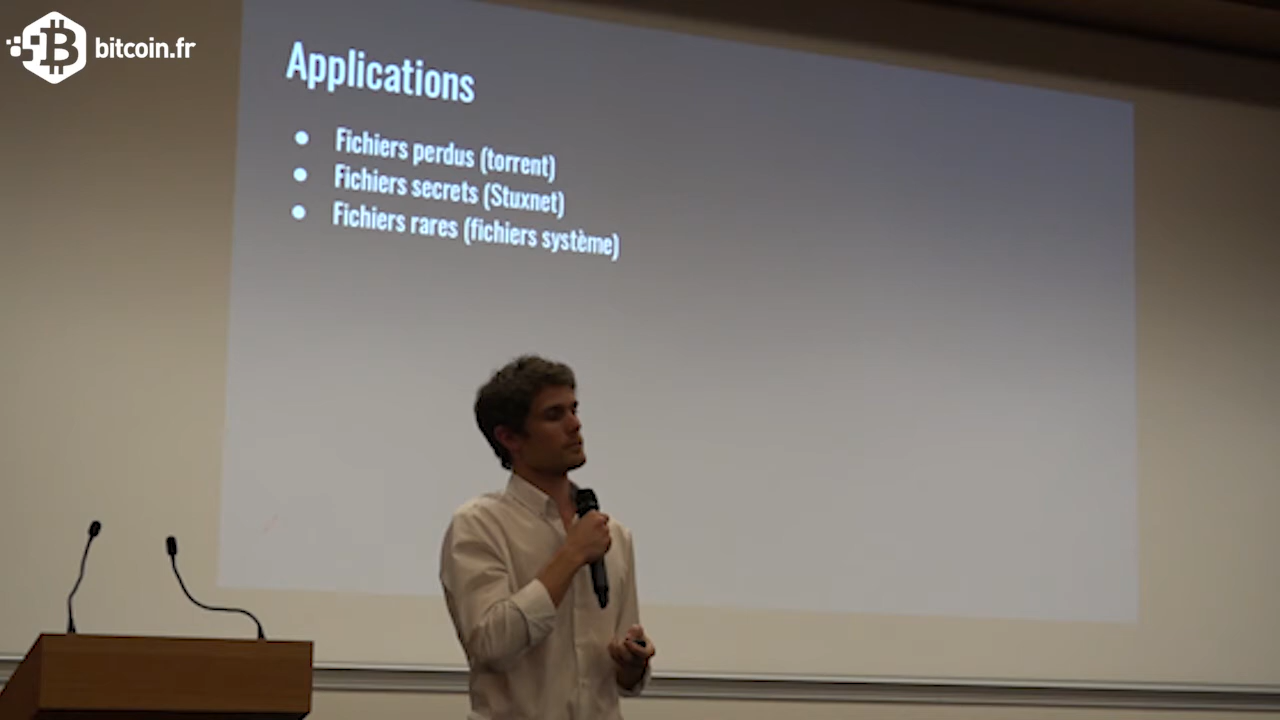 bitcoin.fr
Applications
● Fichiers perdus (torrent)
● Fichiers secrets (Stuxnet)
● Fichiers rares (fichiers système)